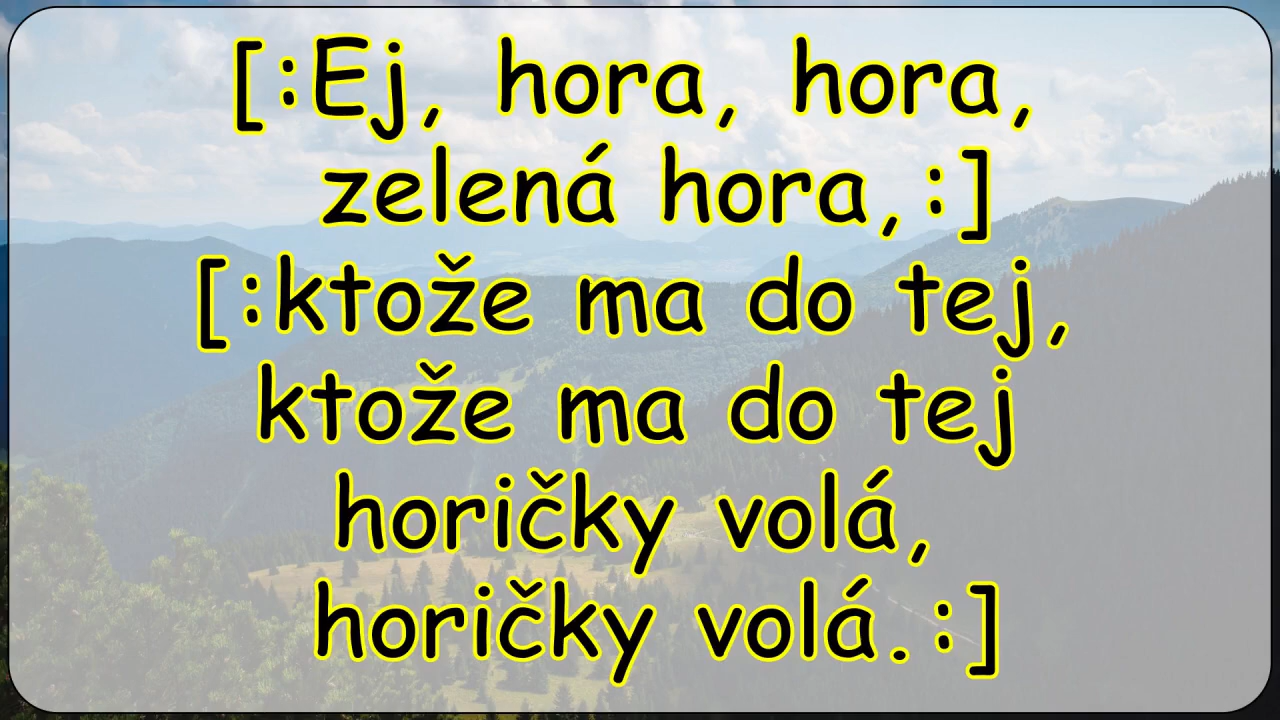 [:Ej, hora, hora,
zelená hora,:]
[:ktože ma do tej,
ktože ma do tej
horičky volá,
horičky volá.:]